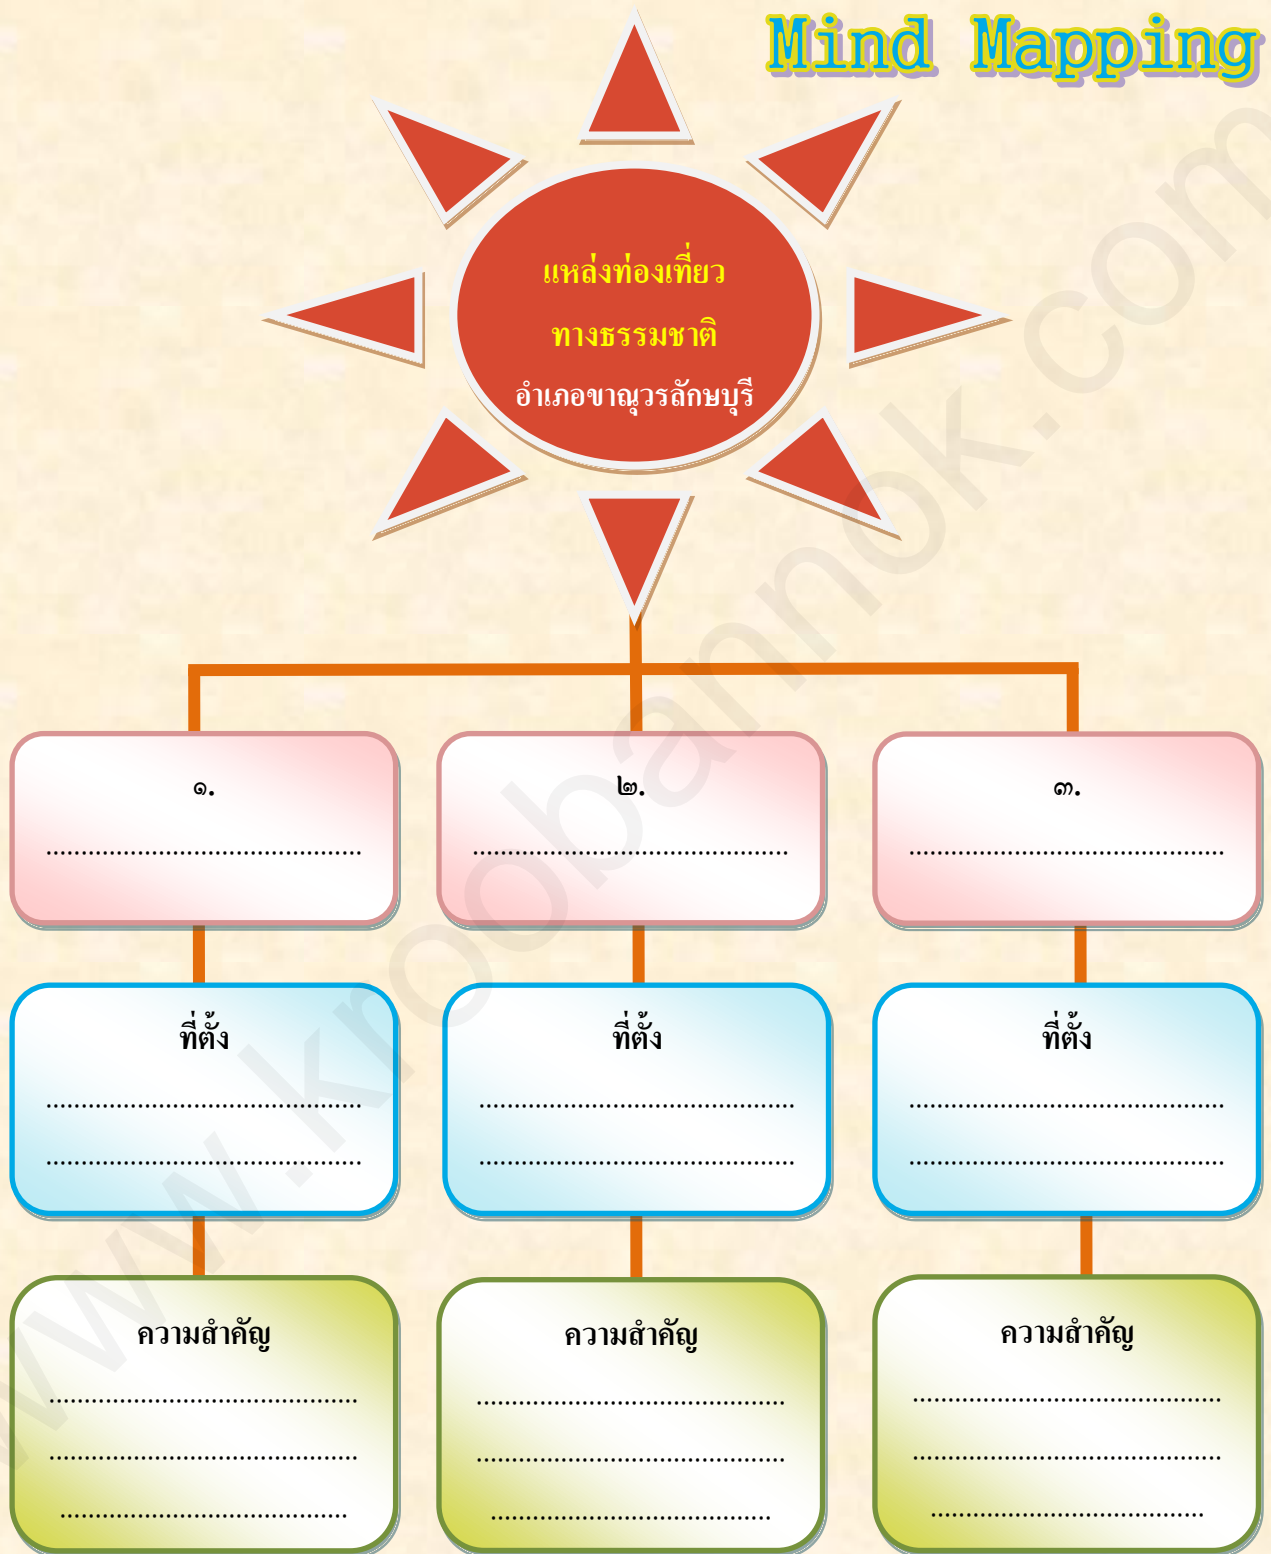 Mind Mapping
แหล่งท่องเที่ยว
ทางธรรมชาติ
อำเภอขาณุวรลักษบุรี
๑.
.............................................
๒.
.............................................
๓.
.............................................
ที่ตั้ง
.............................................
.............................................
ที่ตั้ง
.............................................
.............................................
ที่ตั้ง
.............................................
.............................................
ความสำคัญ
............................................
............................................
.........................................
ความสำคัญ
............................................
............................................
........................................
ความสำคัญ
............................................
............................................
.......................................
www.kroobannok.com